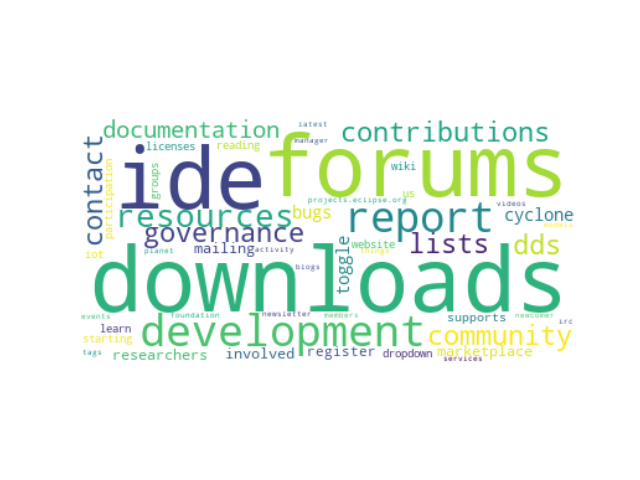 latest
documentation
contributions
manager
licenses
reading
ide
forums
contact
participation
groups
wiki
us
projects.eclipse.org
videos
resources
bugs
report
cyclone
models
governance
mailing
activity
toggle
website
things
lists
dds
iot
planet
blogs
downloads
events
foundation
newsletter
members
supports
newcomer
irc
learn
starting
development
community
tags
researchers
involved
register
dropdown
marketplace
services